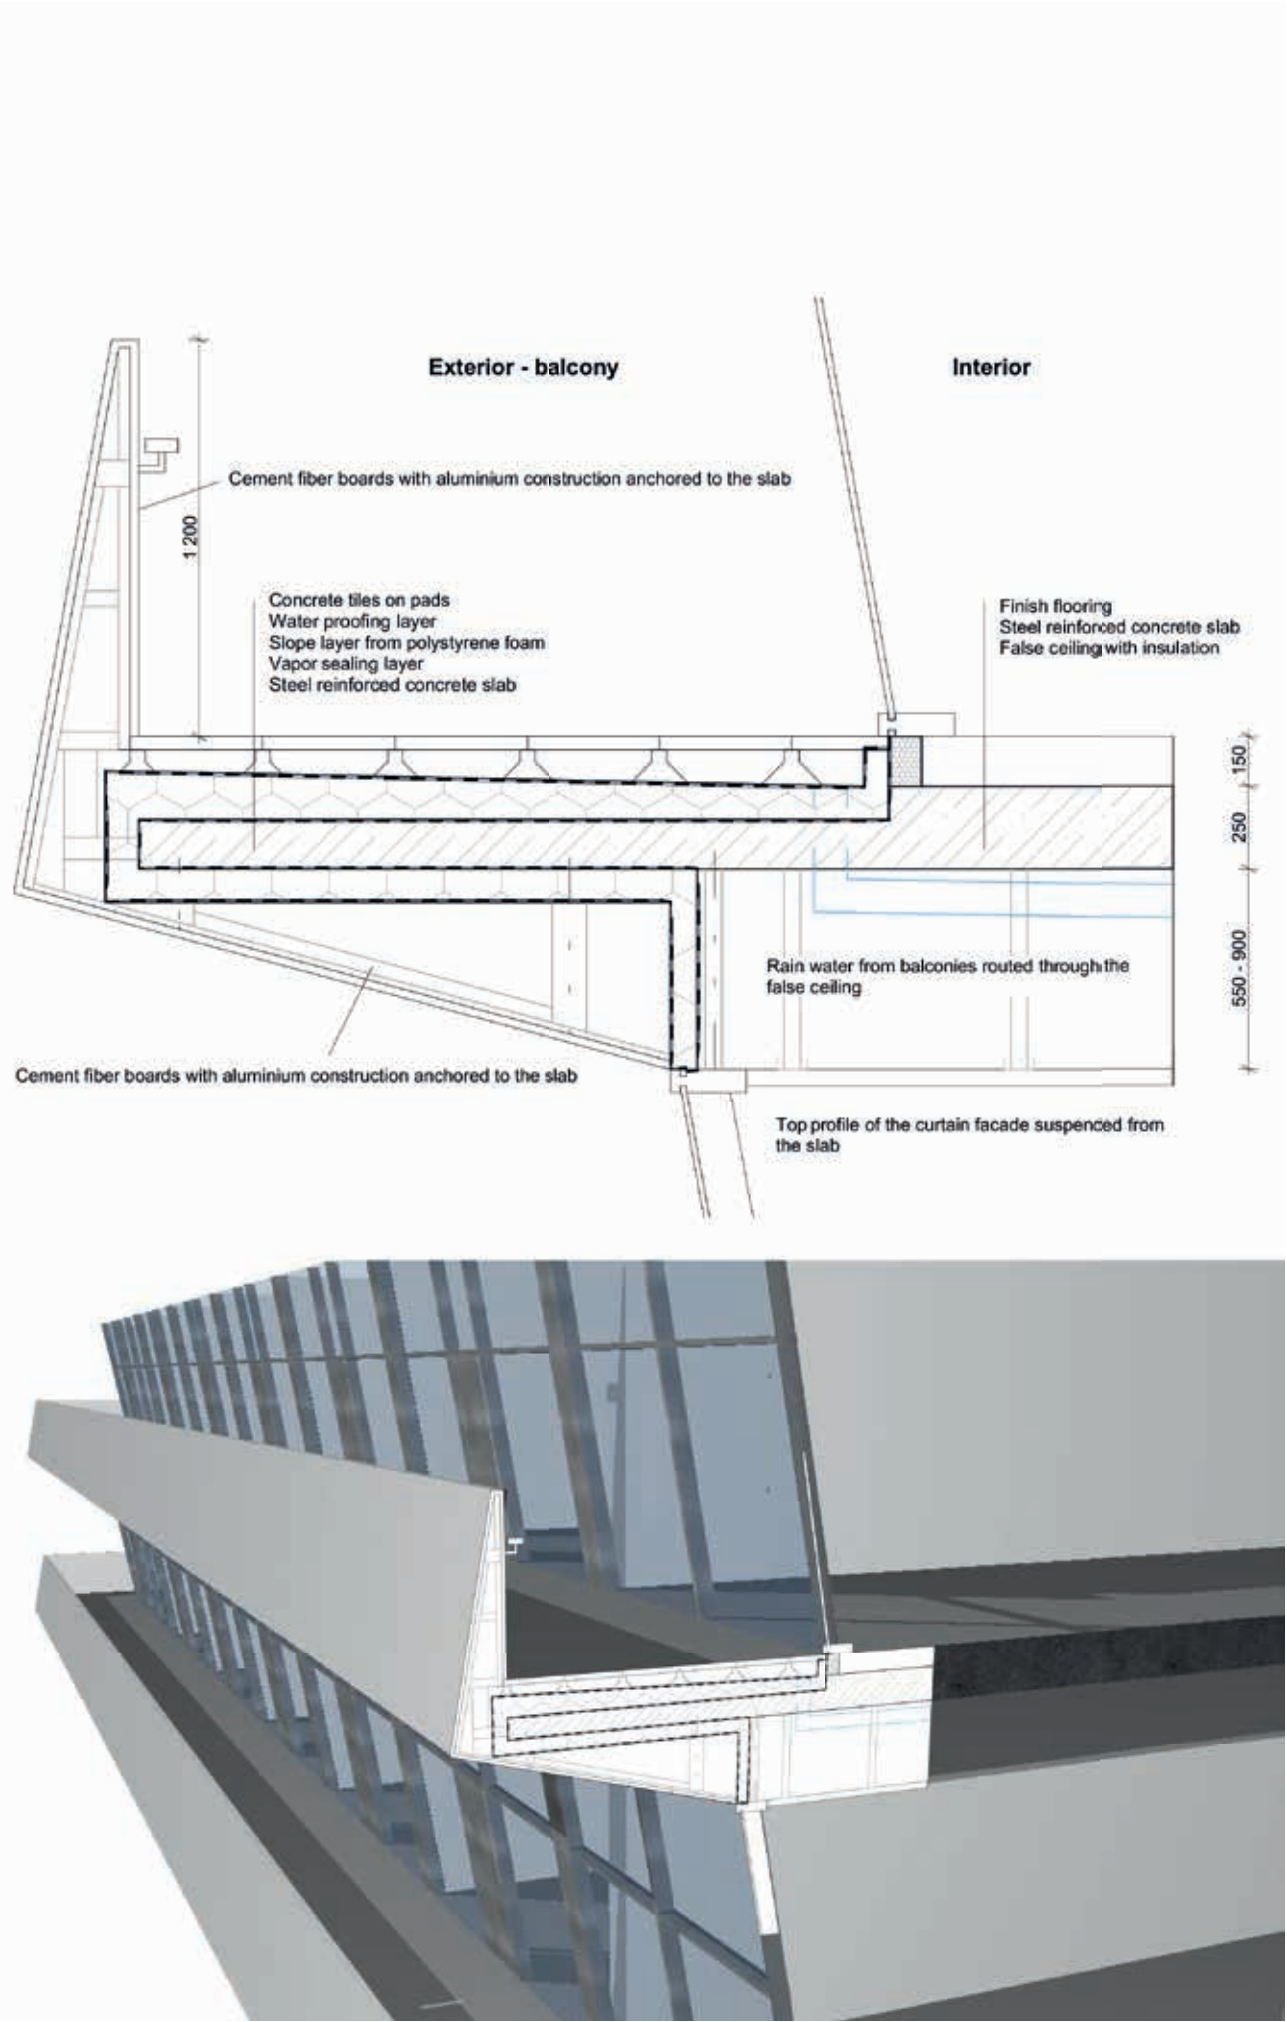 Exterior - balcony
Interior
Cement fiber boards with aluminium construction anchored to the slab
1 200
Concrete tiles on pads
Water proofing layer
Slope layer from polystyrene foam
Vapor sealing layer
Steel reinforced concrete slab
Finish flooring
Steel reinforced concrete slab
False ceiling with insulation
150
250
550 - 900
Rain water from balconies routed through the
false ceiling
Cement fiber boards with aluminium construction anchored to the slab
Top profile of the curtain facade suspenced from
the slab